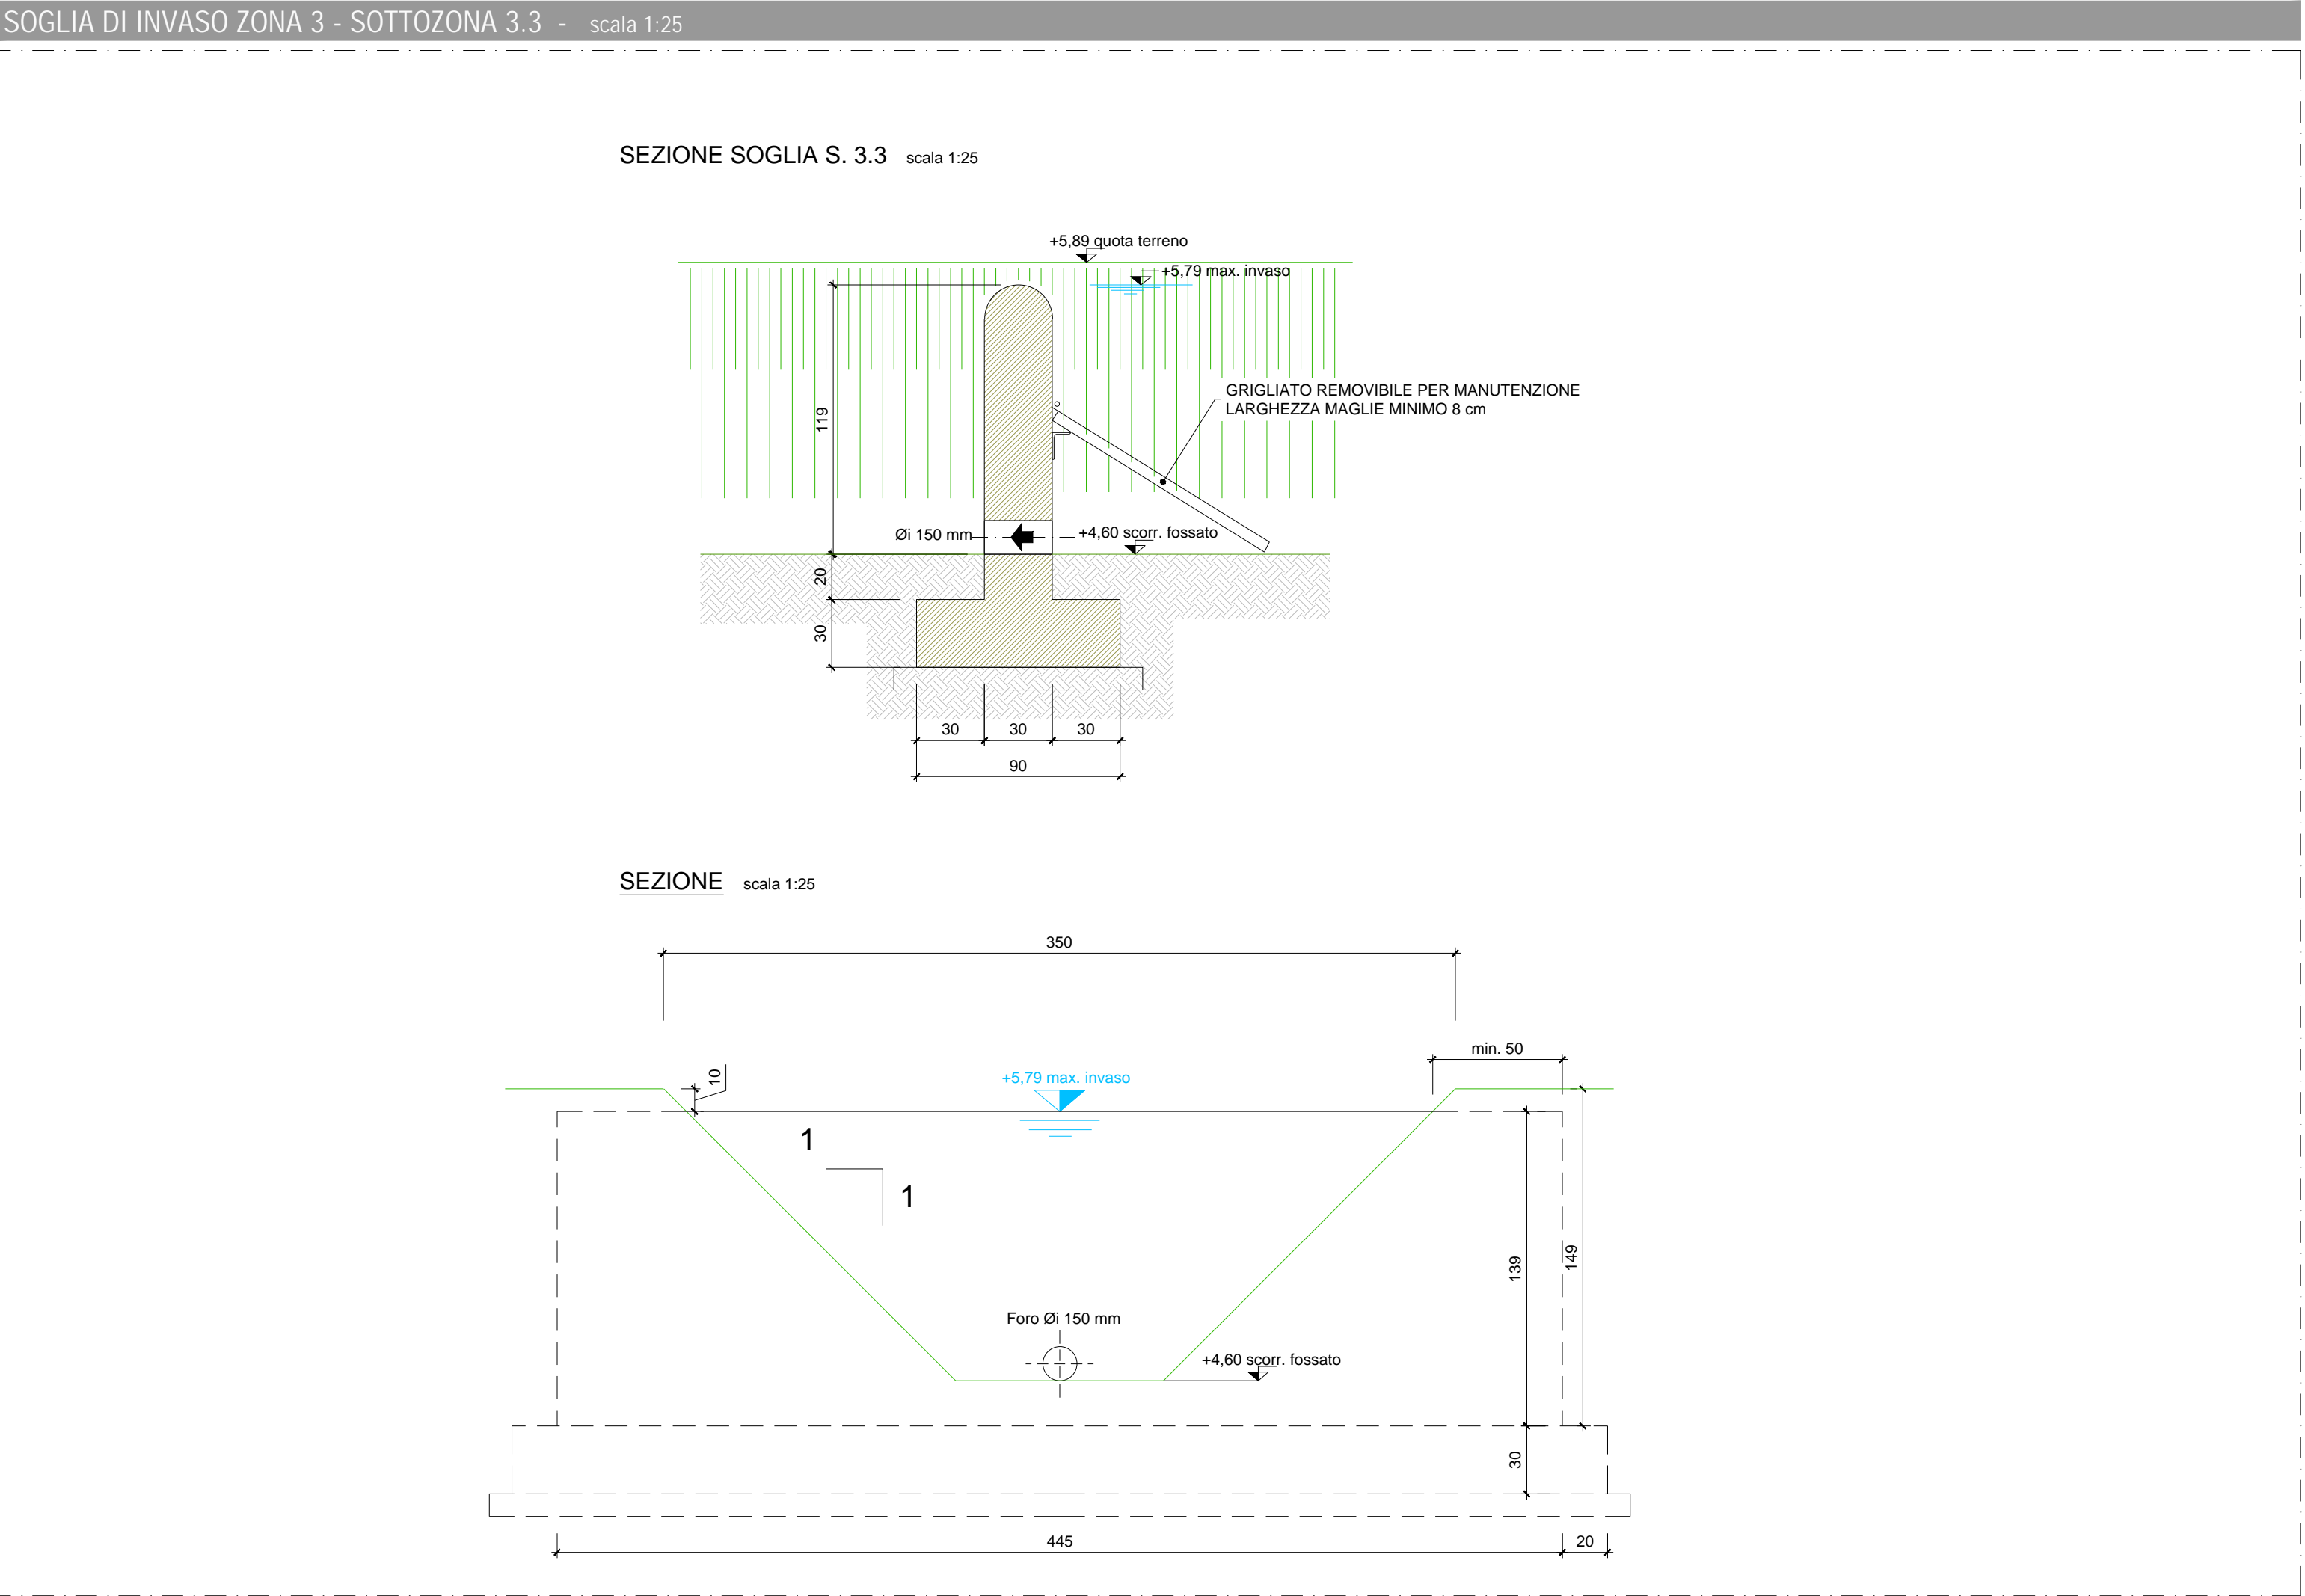 SOGLIA DI INVASO ZONA 3 - SOTTOZONA 3.3 - scala 1:25
SEZIONE SOGLIA S. 3.3 scala 1:25
+5,89 quota terreno
+5,79 max. invaso
GRIGLIATO REMOVIBILE PER MANUTENZIONE
LARGHEZZA MAGLIE MINIMO 8 cm
119
Øi 150 mm
+4,60 scorr. fossato
20
30
30 30 30
90
SEZIONE scala 1:25
350
min. 50
10
+5,79 max. invaso
1
1
139
149
Foro Øi 150 mm
+4,60 scorr. fossato
30
445
20